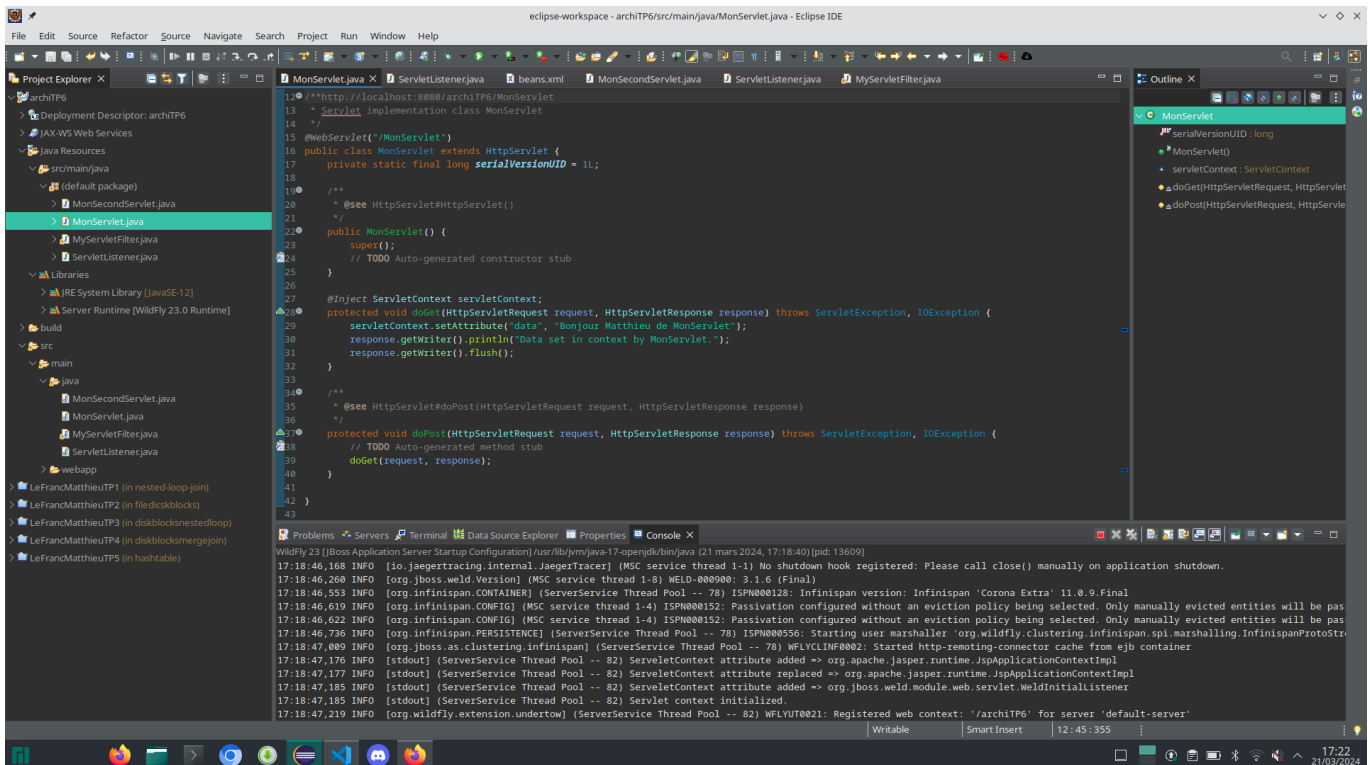 eclipse-workspace - archiTP6/src/main/java/MonServlet.java - Eclipse IDE
File Edit Source Refactor Source Navigate Search Project Run Window Help
Project Explorer
MonServlet.java ServletListener.java beans.xml MonSecondServlet.java ServletListener.java MyServletFilter.java
Outline
archiTP6
Deployment Descriptor: archiTP6
JAX-WS Web Services
Java Resources
src/main/java
(default package)
MonSecondServlet.java
MonServlet.java
MyServletFilter.java
ServletListener.java
Libraries
JRE System Library [JavaSE-12]
Server Runtime [WildFly 23.0 Runtime]
build
src
main
java
MonSecondServlet.java
MonServlet.java
MyServletFilter.java
ServletListener.java
webapp
LeFrancMatthieuTP1 (in nested-loop-join)
LeFrancMatthieuTP2 (in filedicskblocks)
LeFrancMatthieuTP3 (in diskblocksnestedloop)
LeFrancMatthieuTP4 (in diskblocksmergejoin)
LeFrancMatthieuTP5 (in hashtable)
12 /**http://localhost:8080/archiTP6/MonServlet
13 * Servlet implementation class MonServlet
14 */
15 @WebServlet("/MonServlet")
16 public class MonServlet extends HttpServlet {
17 private static final long serialVersionUID = 1L;
18
19 /**
20 * @see HttpServlet#HttpServlet()
21 */
22 public MonServlet() {
23 super();
24 // TODO Auto-generated constructor stub
25 }
26
27 @Inject ServletContext servletContext;
28 protected void doGet(HttpServletRequest request, HttpServletResponse response) throws ServletException, IOException {
29 servletContext.setAttribute("data", "Bonjour Matthieu de MonServlet");
30 response.getWriter().println("Data set in context by MonServlet.");
31 response.getWriter().flush();
32 }
33
34 /**
35 * @see HttpServlet#doPost(HttpServletRequest request, HttpServletResponse response)
36 */
37 protected void doPost(HttpServletRequest request, HttpServletResponse response) throws ServletException, IOException {
38 // TODO Auto-generated method stub
39 doGet(request, response);
40 }
41
42 }
43
MonServlet
serialVersionUID : long
MonServlet()
servletContext : ServletContext
doGet(HttpServletRequest, HttpServlet
doPost(HttpServletRequest, HttpServle
Problems Servers Terminal Data Source Explorer Properties Console
WildFly 23 [JBoss Application Server Startup Configuration] /usr/lib/jvm/java-17-openjdk/bin/java (21 mars 2024, 17:18:40) [pid: 13609]
17:18:46,168 INFO [io.jaegertracing.internal.JaegerTracer] (MSC service thread 1-1) No shutdown hook registered: Please call close() manually on application shutdown.
17:18:46,260 INFO [org.jboss.weld.Version] (MSC service thread 1-8) WELD-000900: 3.1.6 (Final)
17:18:46,553 INFO [org.infinispan.CONTAINER] (ServerService Thread Pool -- 78) ISPN000128: Infinispan version: Infinispan 'Corona Extra' 11.0.9.Final
17:18:46,619 INFO [org.infinispan.CONFIG] (MSC service thread 1-4) ISPN000152: Passivation configured without an eviction policy being selected. Only manually evicted entities will be pas
17:18:46,622 INFO [org.infinispan.CONFIG] (MSC service thread 1-4) ISPN000152: Passivation configured without an eviction policy being selected. Only manually evicted entities will be pas
17:18:46,736 INFO [org.infinispan.PERSISTENCE] (ServerService Thread Pool -- 78) ISPN000556: Starting user marshaller 'org.wildfly.clustering.infinispan.spi.marshalling.InfinispanProtoStr
17:18:47,009 INFO [org.jboss.as.clustering.infinispan] (ServerService Thread Pool -- 78) WFLYCLINF0002: Started http-remoting-connector cache from ejb container
17:18:47,176 INFO [stdout] (ServerService Thread Pool -- 82) ServeletContext attribute added => org.apache.jasper.runtime.JspApplicationContextImpl
17:18:47,177 INFO [stdout] (ServerService Thread Pool -- 82) ServeletContext attribute replaced => org.apache.jasper.runtime.JspApplicationContextImpl
17:18:47,185 INFO [stdout] (ServerService Thread Pool -- 82) ServeletContext attribute added => org.jboss.weld.module.web.servlet.WeldInitialListener
17:18:47,185 INFO [stdout] (ServerService Thread Pool -- 82) Servlet context initialized.
17:18:47,219 INFO [org.wildfly.extension.undertow] (ServerService Thread Pool -- 82) WFLYUT0021: Registered web context: '/archiTP6' for server 'default-server'
Writable Smart Insert 12 : 45 : 355
17:22
21/03/2024